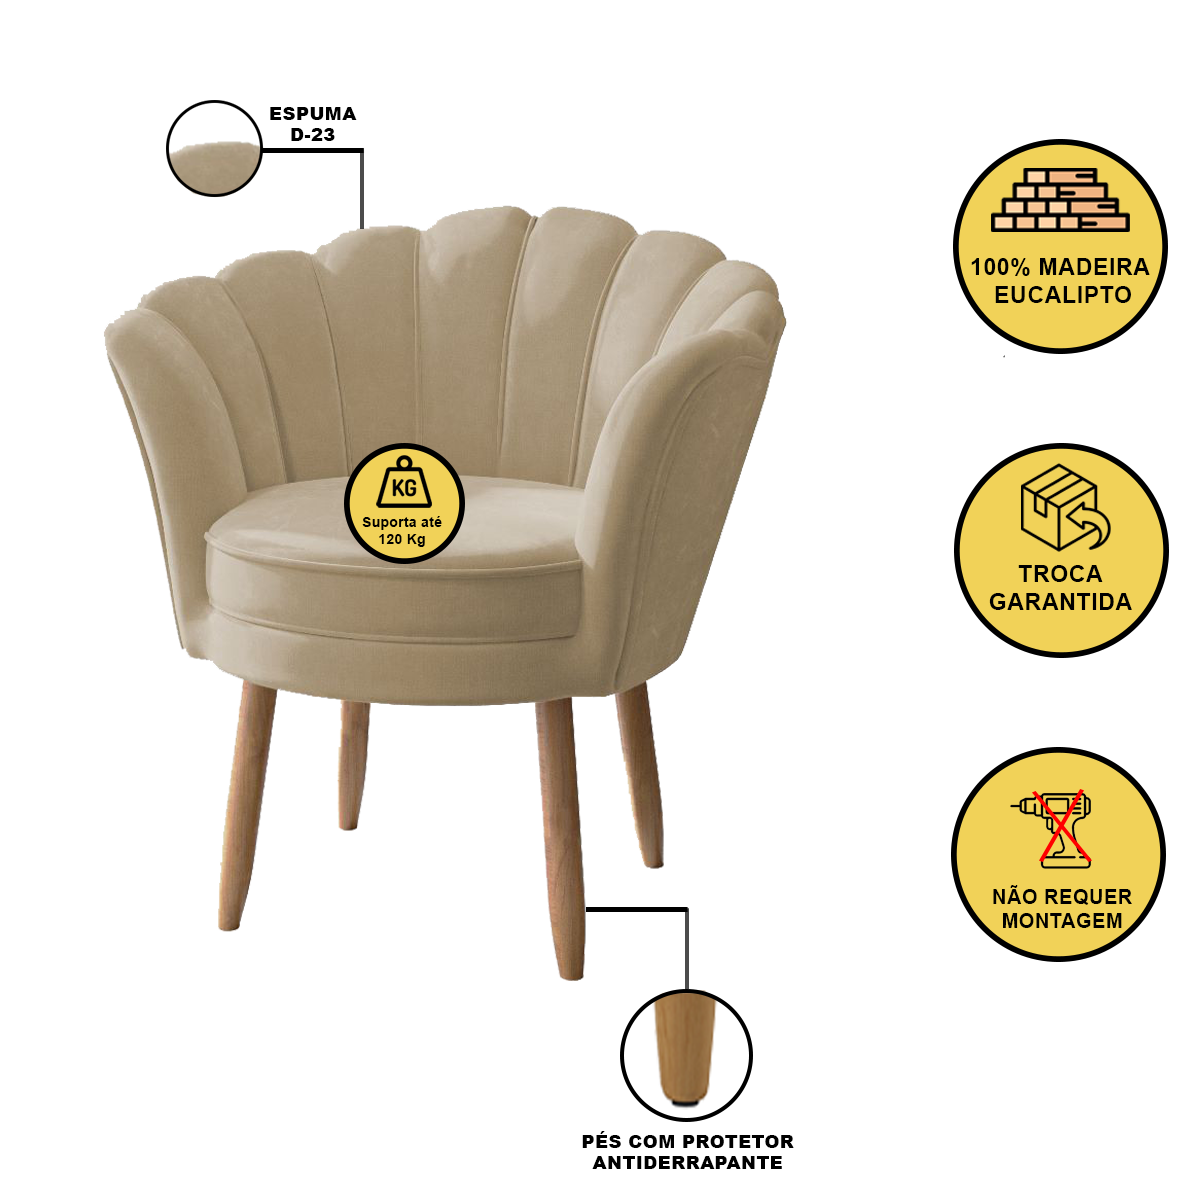 ESPUMA
D-23
100% MADEIRA
EUCALIPTO
KG
Suporta até
120 Kg
TROCA
GARANTIDA
NÃO REQUER
MONTAGEM
PÉS COM PROTETOR
ANTIDERRAPANTE